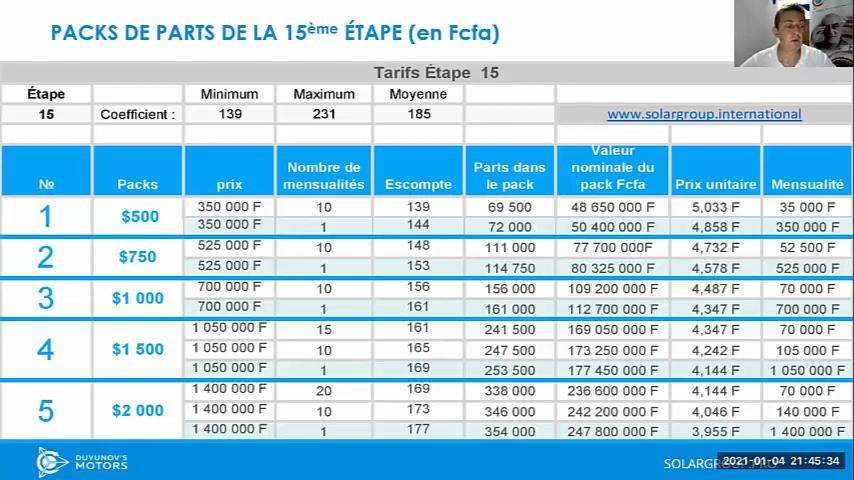 PACKS DE PARTS DE LA 15ème ÉTAPE (en Fcfa)
Tarifs Étape 15
Étape Minimum Maximum Moyenne
15 Coefficient : 139 231 185 www.solargroup.international
№ Packs prix Nombre de mensualités Escompte Parts dans le pack Valeur nominale du pack Fcfa Prix unitaire Mensualité
1 $500 350 000 F 10 139 69 500 48 650 000 F 5,033 F 35 000 F
350 000 F 1 144 72 000 50 400 000 F 4,858 F 350 000 F
2 $750 525 000 F 10 148 111 000 77 700 000F 4,732 F 52 500 F
525 000 F 1 153 114 750 80 325 000 F 4,578 F 525 000 F
3 $1 000 700 000 F 10 156 156 000 109 200 000 F 4,487 F 70 000 F
700 000 F 1 161 161 000 112 700 000 F 4,347 F 700 000 F
4 $1 500 1 050 000 F 15 161 241 500 169 050 000 F 4,347 F 70 000 F
1 050 000 F 10 165 247 500 173 250 000 F 4,242 F 105 000 F
1 050 000 F 1 169 253 500 177 450 000 F 4,144 F 1 050 000 F
5 $2 000 1 400 000 F 20 169 338 000 236 600 000 F 4,144 F 70 000 F
1 400 000 F 10 173 346 000 242 200 000 F 4,046 F 140 000 F
1 400 000 F 1 177 354 000 247 800 000 F 3,955 F 1 400 000 F
DUYUNOV'S
MOTORS
2021-01-04 21:45:34